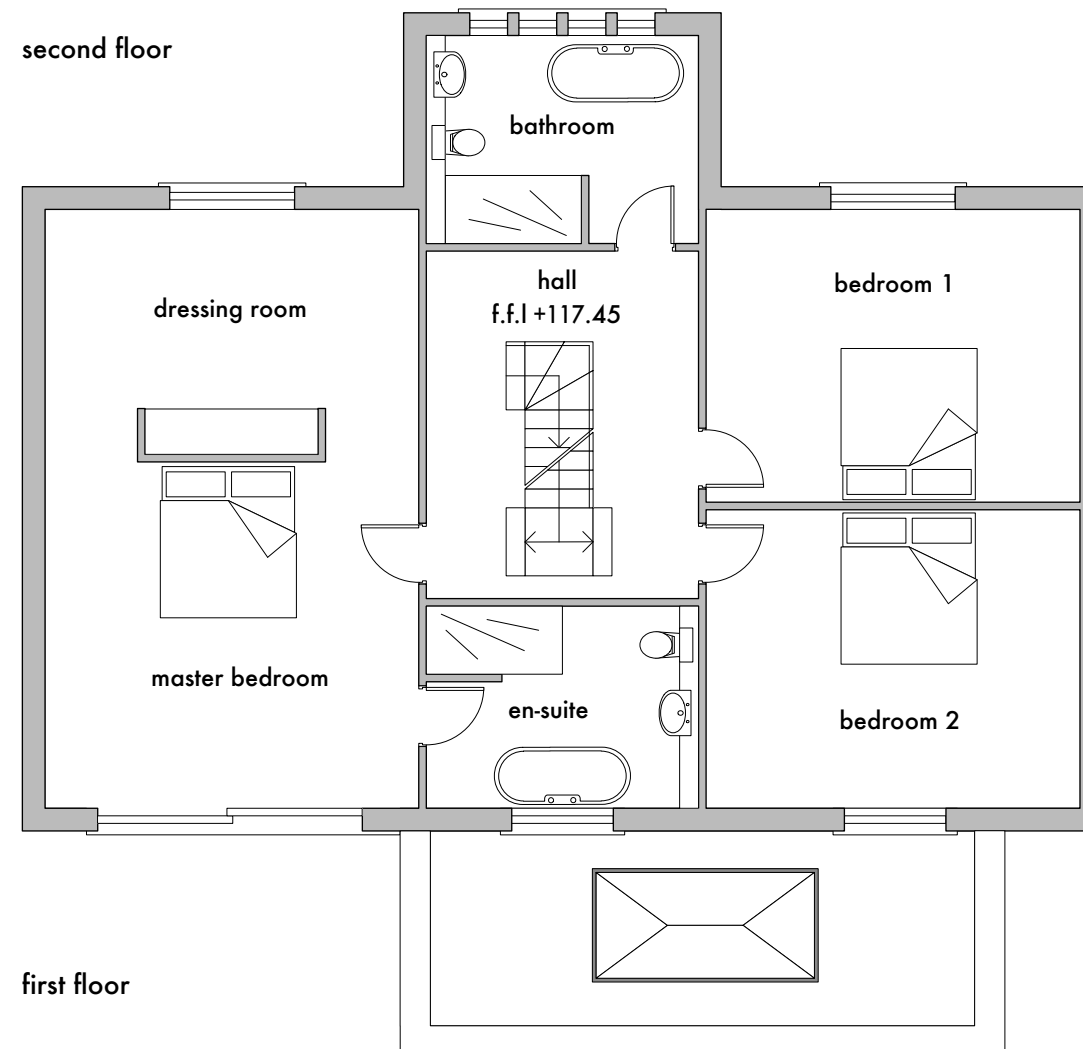 second floor
bathroom
hall
f.f.l +117.45
bedroom 1
dressing room
master bedroom
en-suite
bedroom 2
first floor